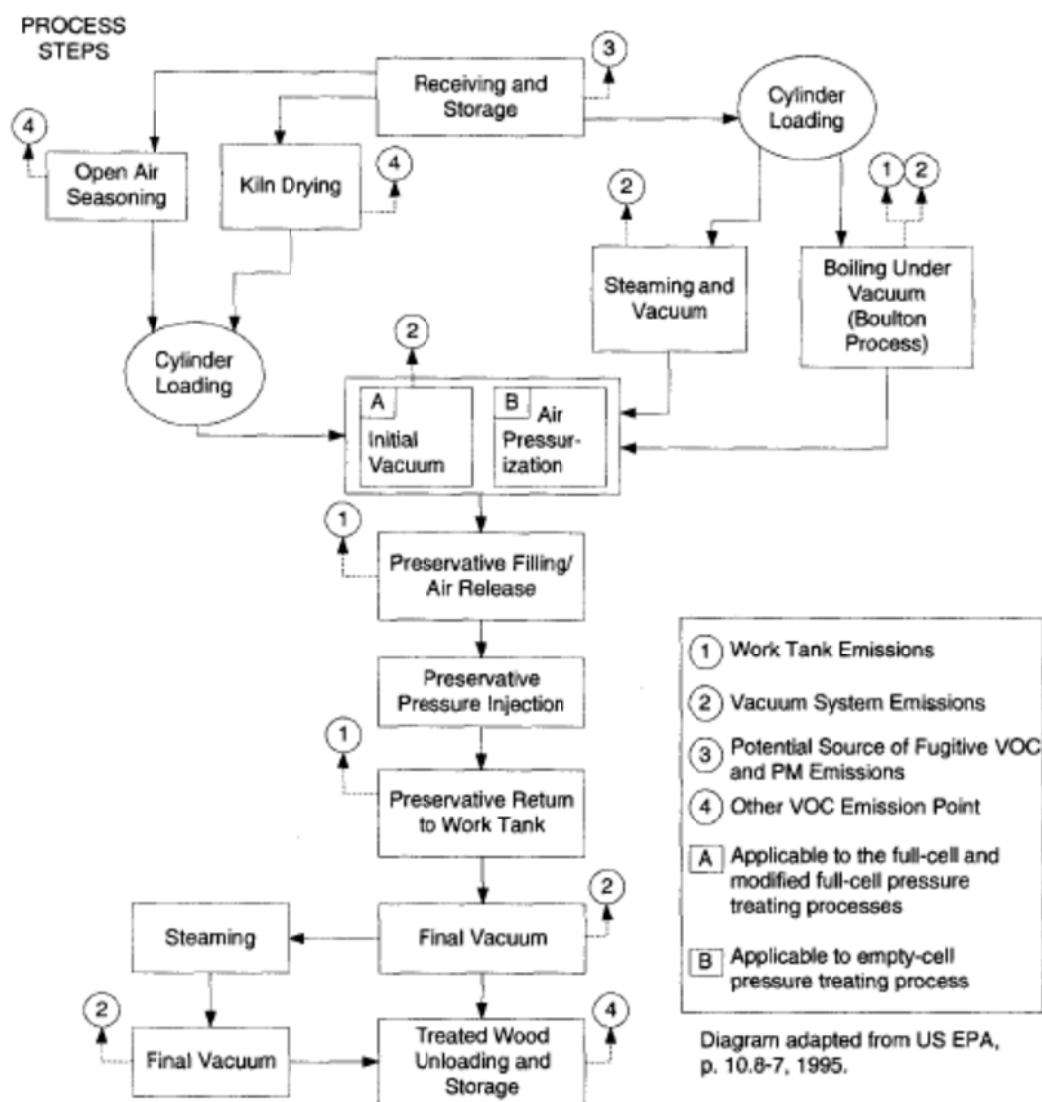 PROCESS
STEPS
3
Receiving and
Storage
Cylinder
Loading
4
Open Air
Seasoning
Kiln Drying
4
2
1
2
Steaming and
Vacuum
Boiling Under
Vacuum
(Boulton
Process)
Cylinder
Loading
2
A
Initial
Vacuum
B
Air
Pressur-
ization
1
Preservative Filling/
Air Release
Preservative
Pressure Injection
1
Preservative Return
to Work Tank
2
Steaming
Final Vacuum
2
Final Vacuum
Treated Wood
Unloading and
Storage
4
1 Work Tank Emissions
2 Vacuum System Emissions
3 Potential Source of Fugitive VOC
and PM Emissions
4 Other VOC Emission Point
A Applicable to the full-cell and
modified full-cell pressure
treating processes
B Applicable to empty-cell
pressure treating process
Diagram adapted from US EPA,
p. 10.8-7, 1995.